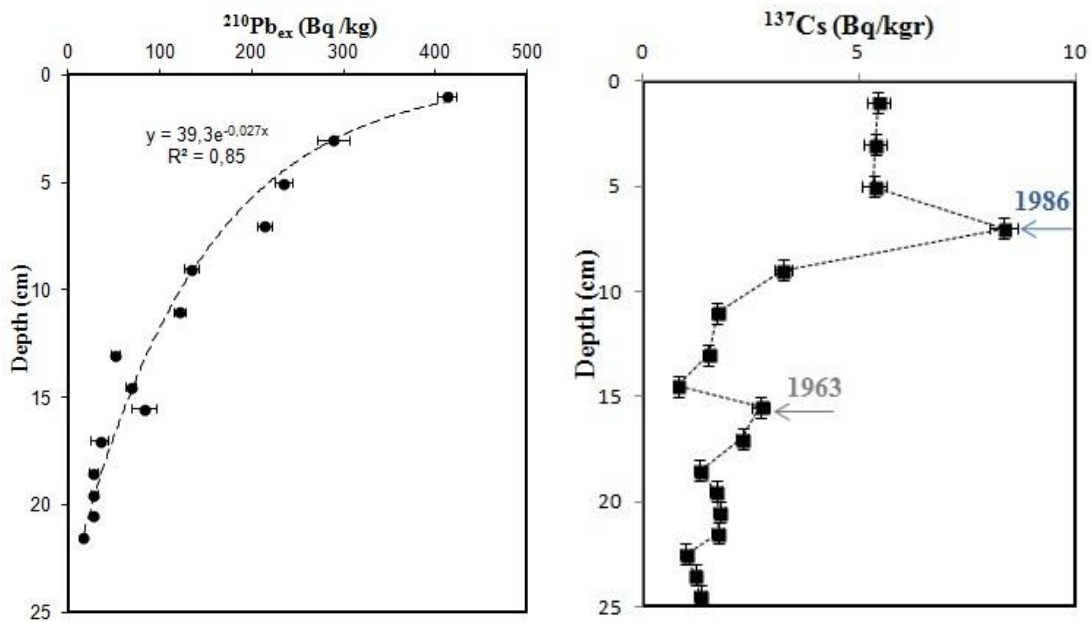 ²¹⁰Pbₑₓ (Bq /kg)
0 100 200 300 400 500
0
5
10
15
20
25
Depth (cm)
y = 39,3e⁻⁰,⁰²⁷ˣ
R² = 0,85
¹³⁷Cs (Bq/kgr)
0 5 10
0
5
10
15
20
25
Depth (cm)
1986
1963